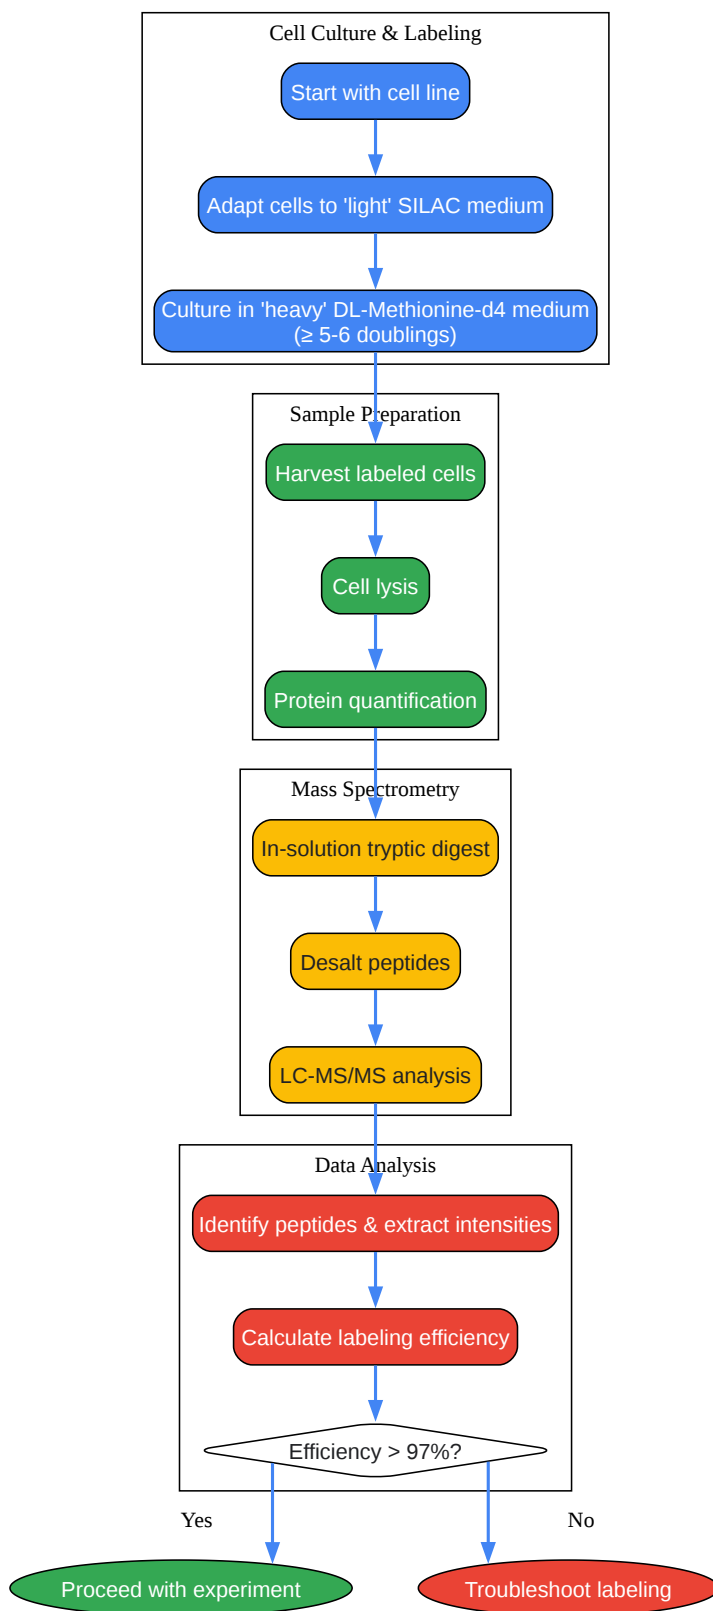 Cell Culture & Labeling
Start with cell line
Adapt cells to 'light' SILAC medium
Culture in 'heavy' DL-Methionine-d4 medium
(≥ 5-6 doublings)
Sample Preparation
Harvest labeled cells
Cell lysis
Protein quantification
Mass Spectrometry
In-solution tryptic digest
Desalt peptides
LC-MS/MS analysis
Data Analysis
Identify peptides & extract intensities
Calculate labeling efficiency
Efficiency > 97%?
Yes
No
Proceed with experiment
Troubleshoot labeling